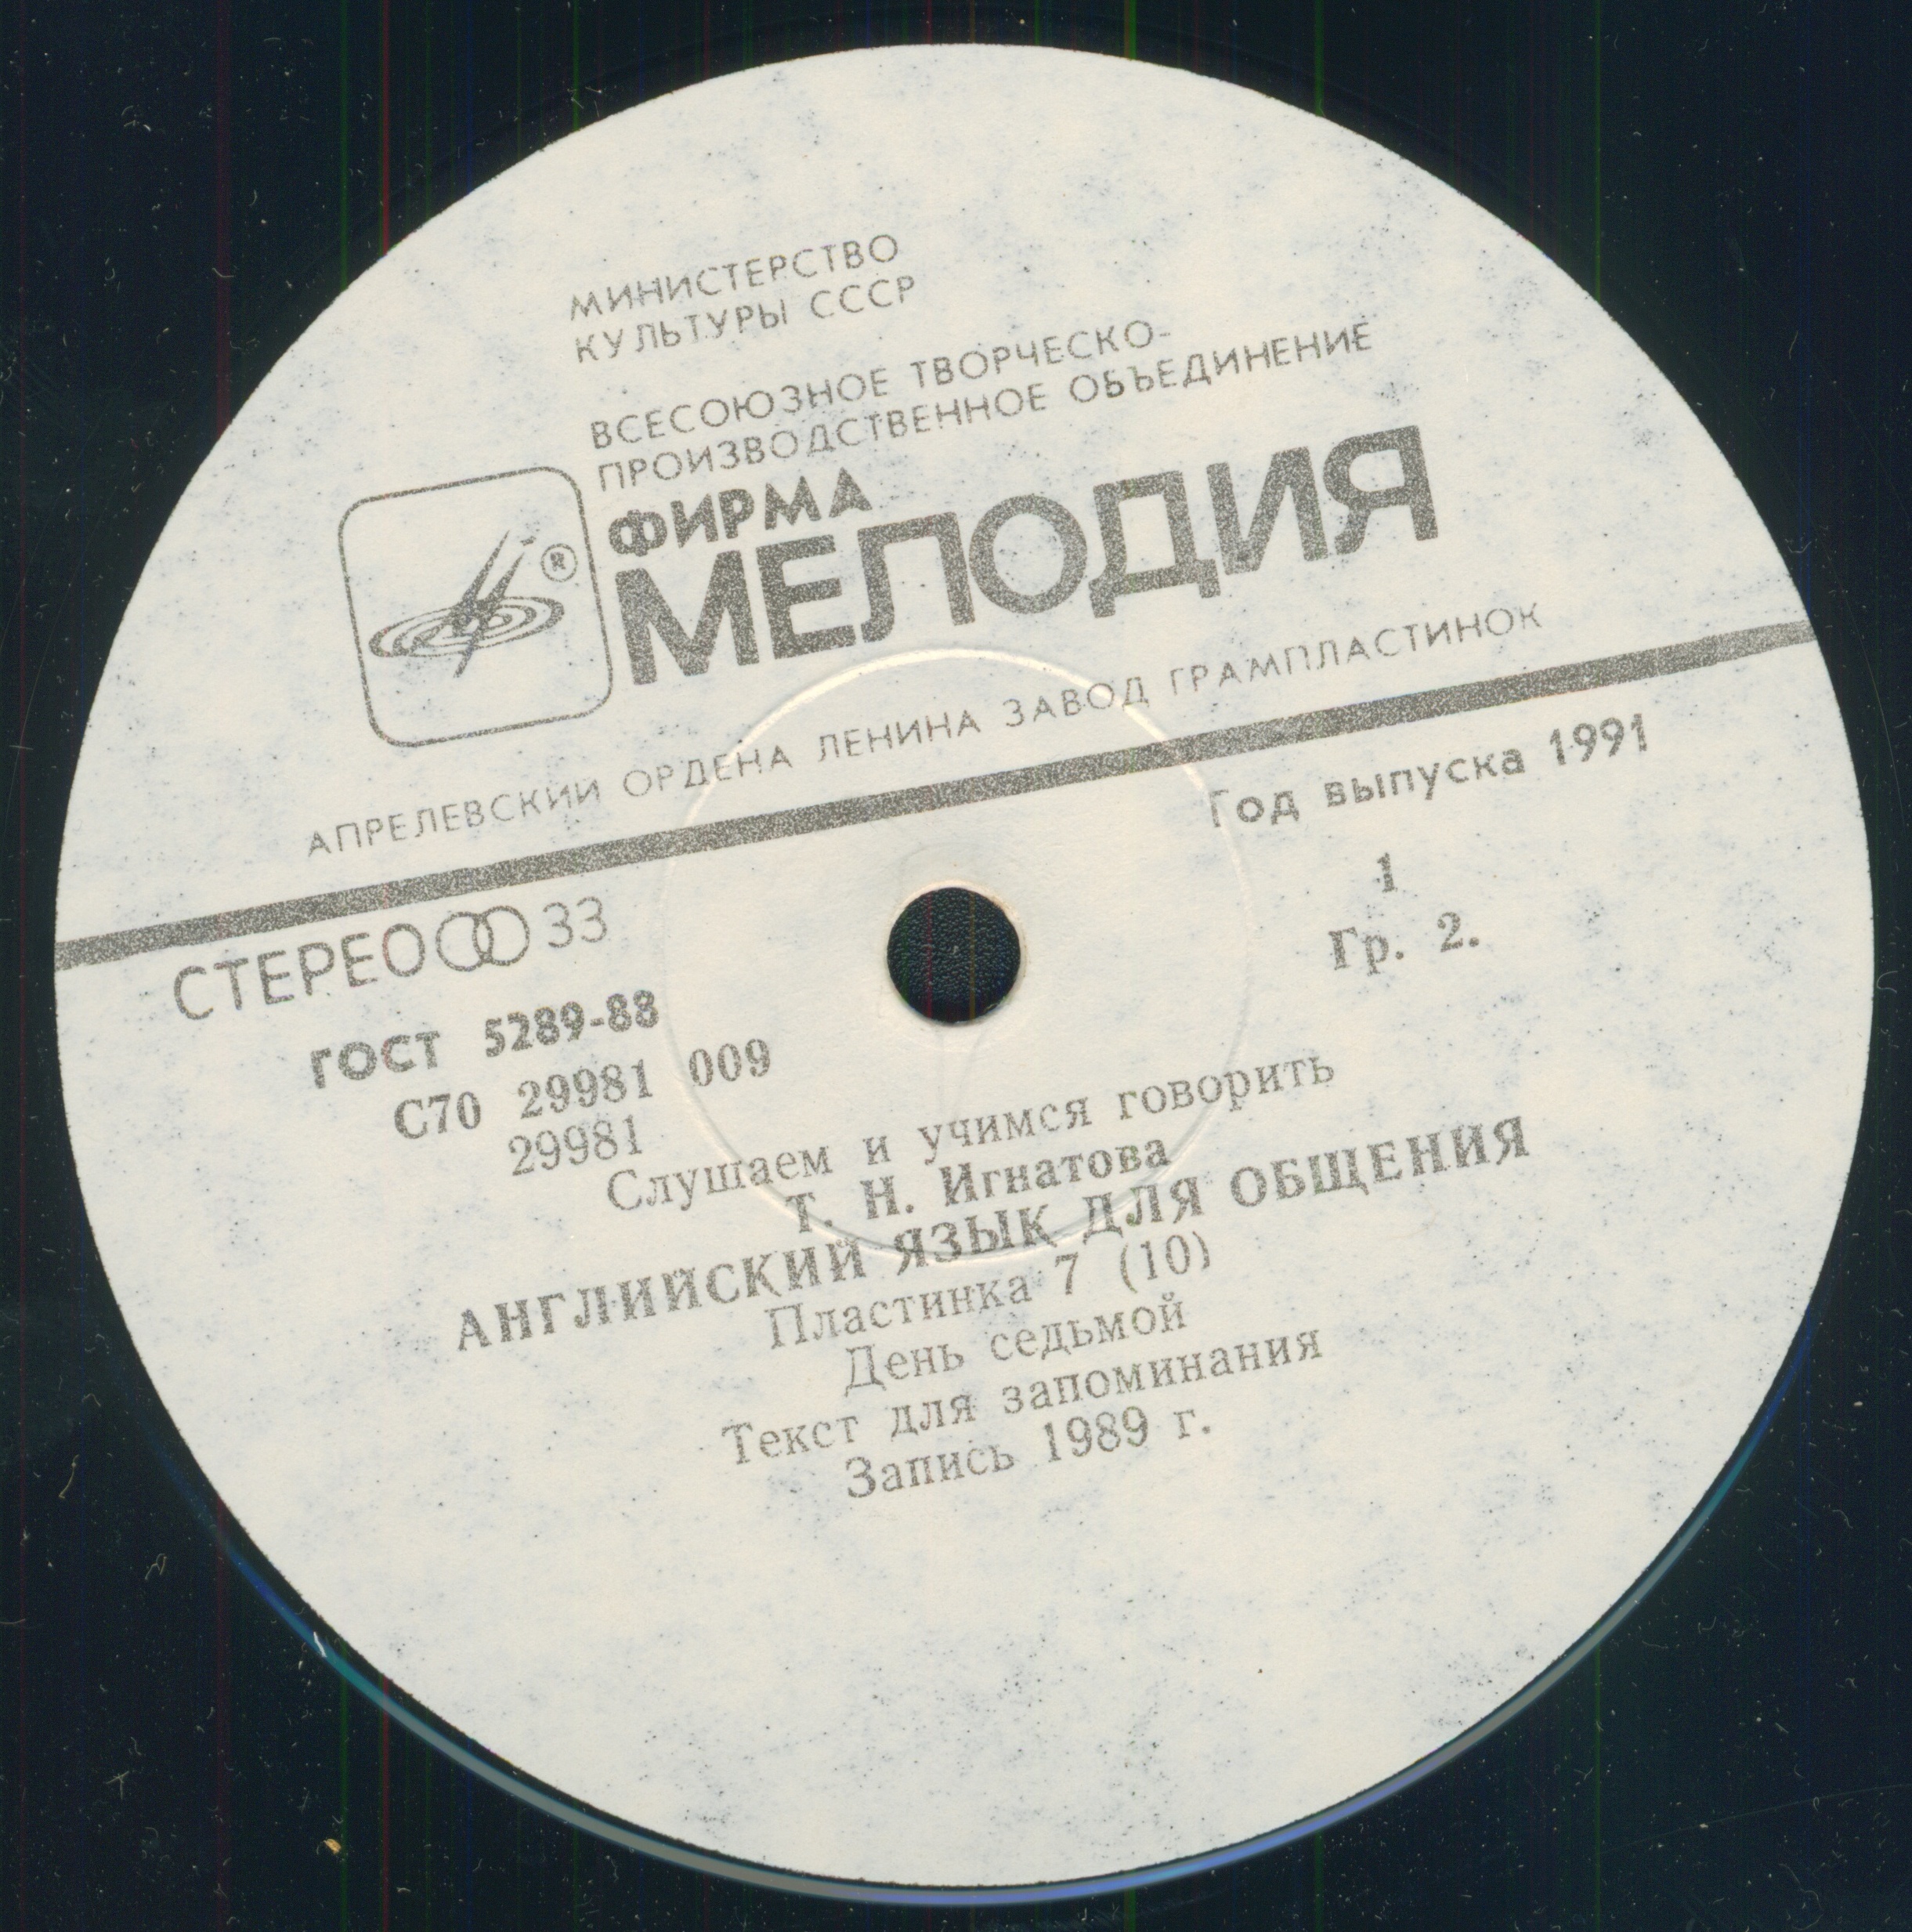 МИНИСТЕРСТВО
КУЛЬТУРЫ СССР
ВСЕСОЮЗНОЕ ТВОРЧЕСКО-
ПРОИЗВОДСТВЕННОЕ ОБЪЕДИНЕНИЕ
ФИРМА
МЕЛОДИЯ
®
АПРЕЛЕВСКИЙ ОРДЕНА ЛЕНИНА ЗАВОД ГРАМПЛАСТИНОК
Год выпуска 1991
СТЕРЕО 33
1
Гр. 2.
ГОСТ 5289-88
С70 29981 009
29981
Слушаем и учимся говорить
Т. Н. Игнатова
АНГЛИЙСКИЙ ЯЗЫК ДЛЯ ОБЩЕНИЯ
Пластинка 7 (10)
День седьмой
Текст для запоминания
Запись 1989 г.